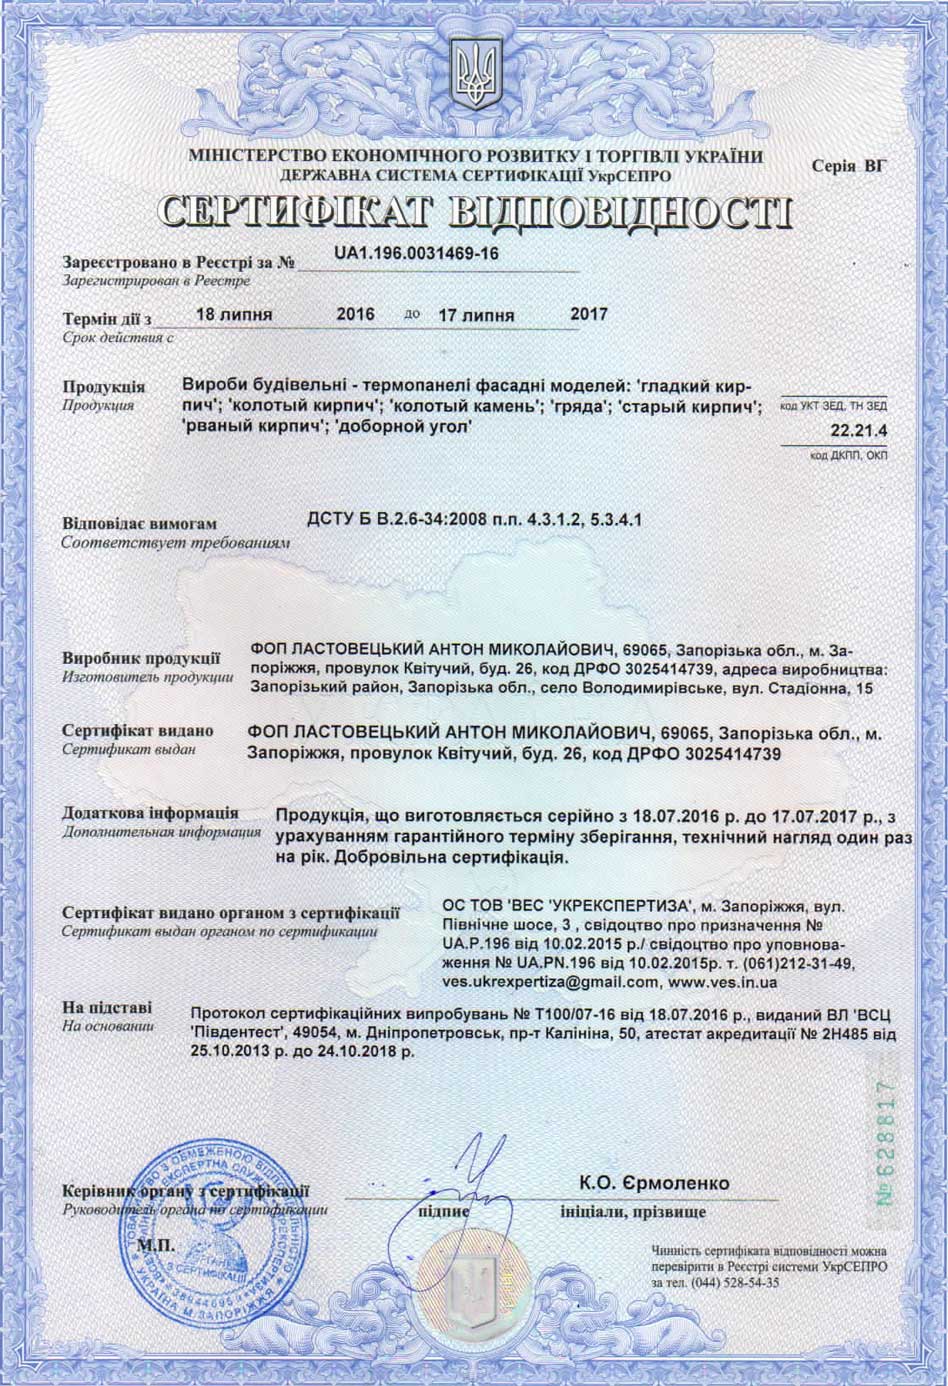 МІНІСТЕРСТВО ЕКОНОМІЧНОГО РОЗВИТКУ І ТОРГІВЛІ УКРАЇНИ
ДЕРЖАВНА СИСТЕМА СЕРТИФІКАЦІЇ УкрСЕПРО
Серія ВГ
СЕРТИФІКАТ ВІДПОВІДНОСТІ
Зареєстровано в Реєстрі за № UA1.196.0031469-16
Зарегистрирован в Реестре
Термін дії з 18 липня 2016 до 17 липня 2017
Срок действия с
Продукція
Продукция
Вироби будівельні - термопанелі фасадні моделей: 'гладкий кир-
пич'; 'колотый кирпич'; 'колотый камень'; 'гряда'; 'старый кирпич';
'рваный кирпич'; 'доборной угол'
код УКТ ЗЕД, ТН ЗЕД
22.21.4
код ДКПП, ОКП
Відповідає вимогам
Соответствует требованиям
ДСТУ Б В.2.6-34:2008 п.п. 4.3.1.2, 5.3.4.1
Виробник продукції
Изготовитель продукции
ФОП ЛАСТОВЕЦЬКИЙ АНТОН МИКОЛАЙОВИЧ, 69065, Запорізька обл., м. За-
поріжжя, провулок Квітучий, буд. 26, код ДРФО 3025414739, адреса виробництва:
Запорізький район, Запорізька обл., село Володимирівське, вул. Стадіонна, 15
Сертифікат видано
Сертификат выдан
ФОП ЛАСТОВЕЦЬКИЙ АНТОН МИКОЛАЙОВИЧ, 69065, Запорізька обл., м.
Запоріжжя, провулок Квітучий, буд. 26, код ДРФО 3025414739
Додаткова інформація
Дополнительная информация
Продукція, що виготовляється серійно з 18.07.2016 р. до 17.07.2017 р., з
урахуванням гарантійного терміну зберігання, технічний нагляд один раз
на рік. Добровільна сертифікація.
Сертифікат видано органом з сертифікації
Сертификат выдан органом по сертификации
ОС ТОВ 'ВЕС 'УКРЕКСПЕРТИЗА', м. Запоріжжя, вул.
Північне шосе, 3 , свідоцтво про призначення №
UA.P.196 від 10.02.2015 р./ свідоцтво про уповнова-
ження № UA.PN.196 від 10.02.2015р. т. (061)212-31-49,
ves.ukrexpertiza@gmail.com, www.ves.in.ua
На підставі
На основании
Протокол сертифікаційних випробувань № Т100/07-16 від 18.07.2016 р., виданий ВЛ 'ВСЦ
'Південтест', 49054, м. Дніпропетровськ, пр-т Калініна, 50, атестат акредитації № 2Н485 від
25.10.2013 р. до 24.10.2018 р.
№ 628817
Керівник органу з сертифікації
Руководитель органа по сертификации
М.П.
підпис
К.О. Єрмоленко
ініціали, прізвище
Чинність сертифіката відповідності можна
перевірити в Реєстрі системи УкрСЕПРО
за тел. (044) 528-54-35